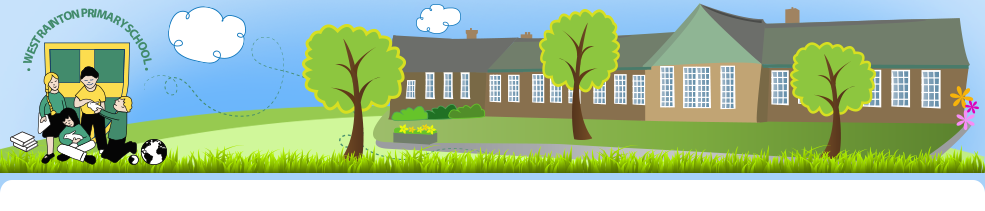 • WEST RAINTON PRIMARY SCHOOL •